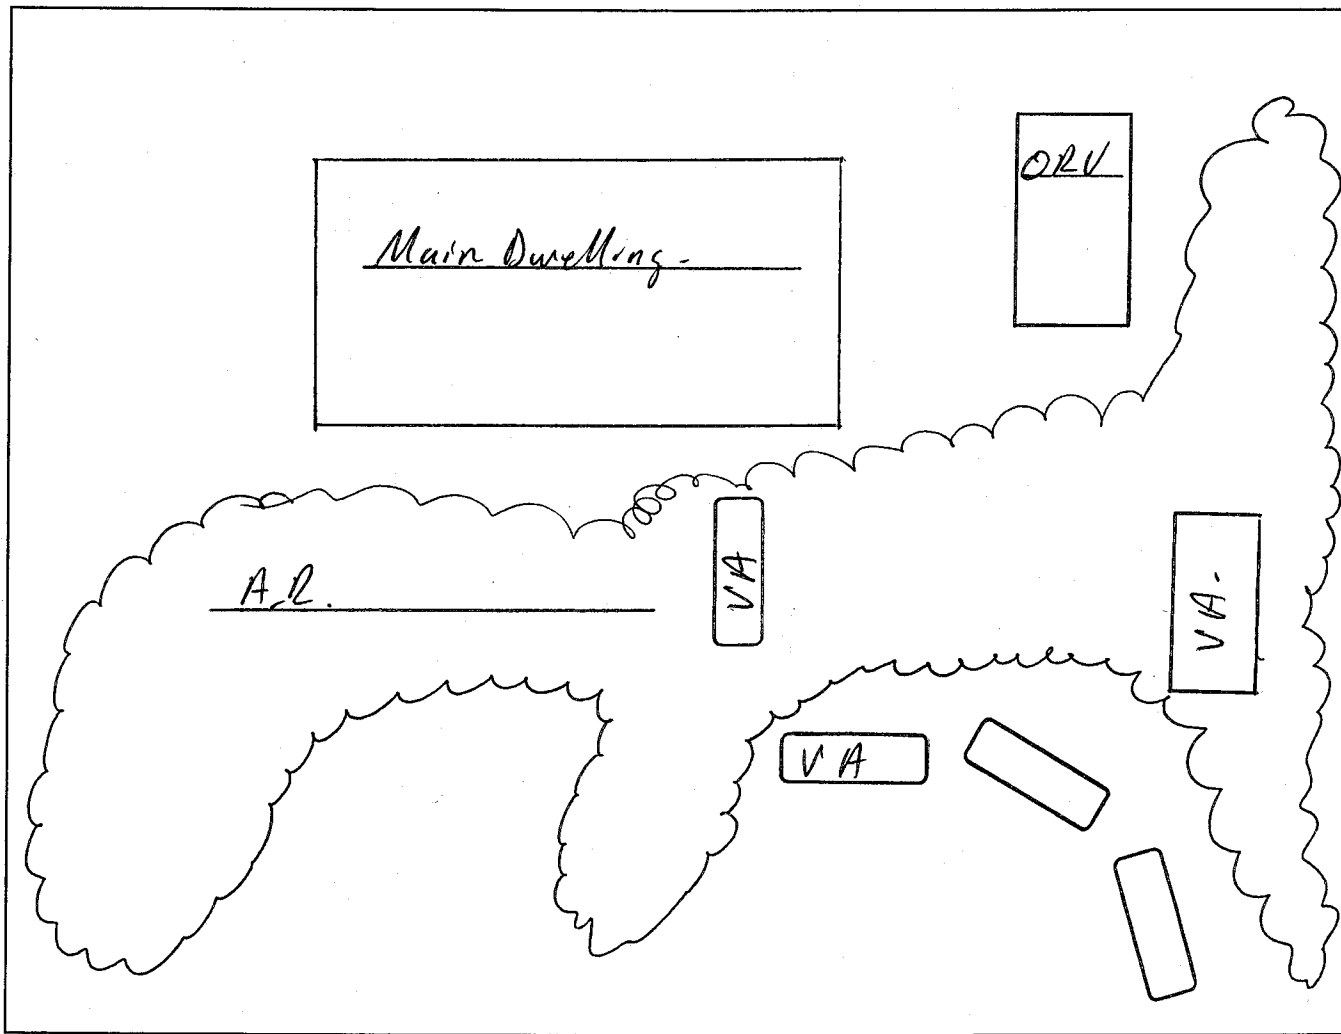 ORV
Main Dwelling.
A.R.
VA
VA.
VA